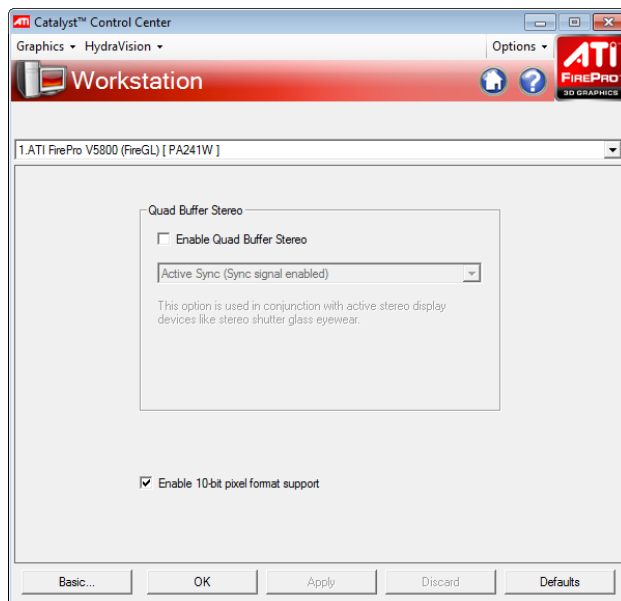 ATI Catalyst™ Control Center
Graphics HydraVision Options
Workstation
ATI
FIREPRO
3D GRAPHICS
1.ATI FirePro V5800 (FireGL) [ PA241W ]
Quad Buffer Stereo
Enable Quad Buffer Stereo
Active Sync (Sync signal enabled)
This option is used in conjunction with active stereo display
devices like stereo shutter glass eyewear.
Enable 10-bit pixel format support
Basic... OK Apply Discard Defaults